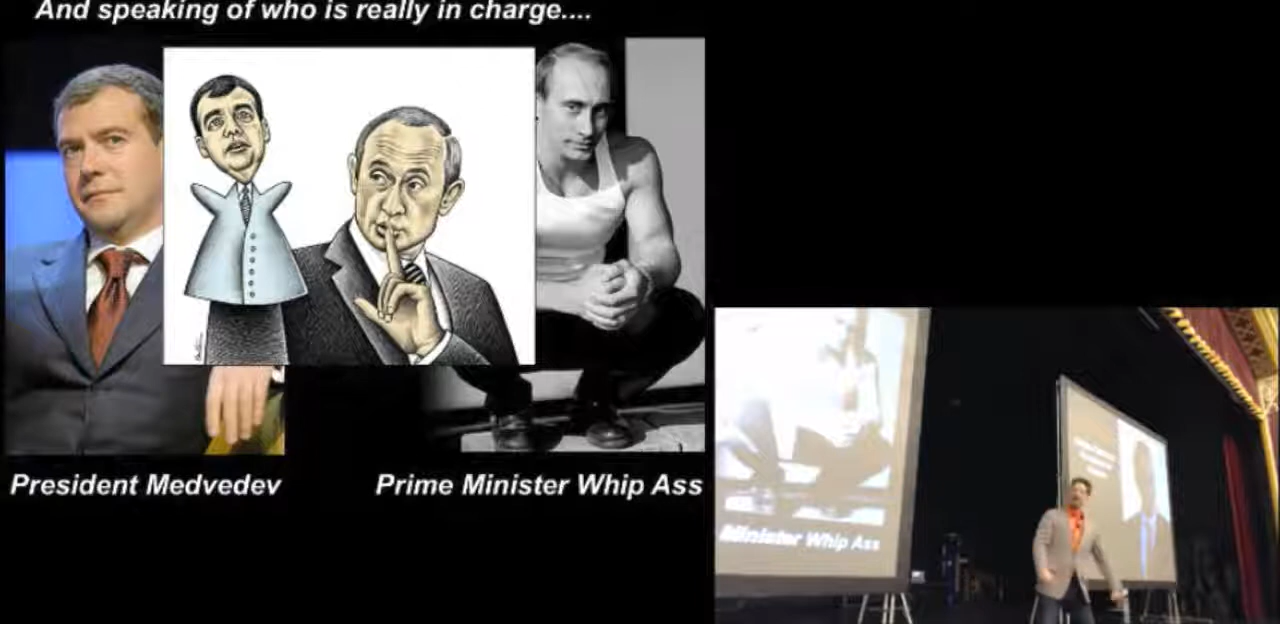 And speaking of who is really in charge....
President Medvedev
Prime Minister Whip Ass
Minister Whip Ass